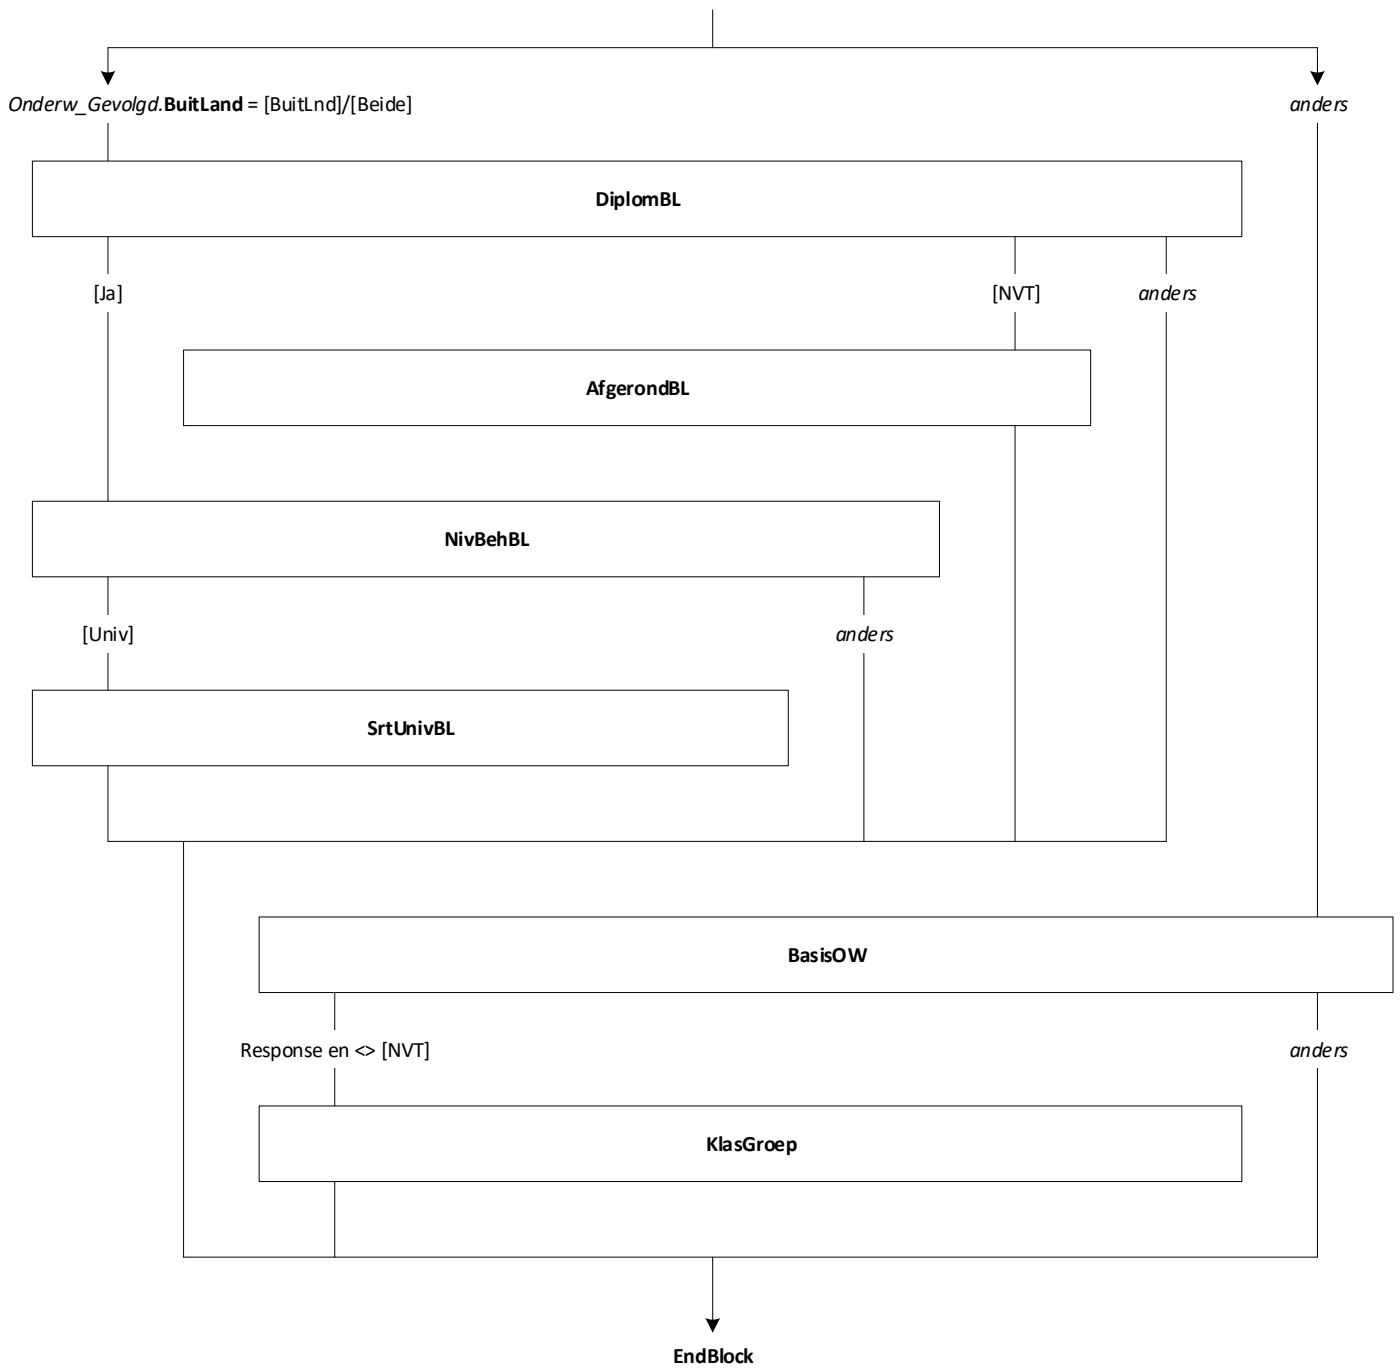 Onderw_Gevolgd.BuitLand = [BuitLnd]/[Beide]
anders
DiplomBL
[Ja]
[NVT]
anders
AfgerondBL
NivBehBL
[Univ]
anders
SrtUnivBL
BasisOW
Response en <> [NVT]
anders
KlasGroep
EndBlock